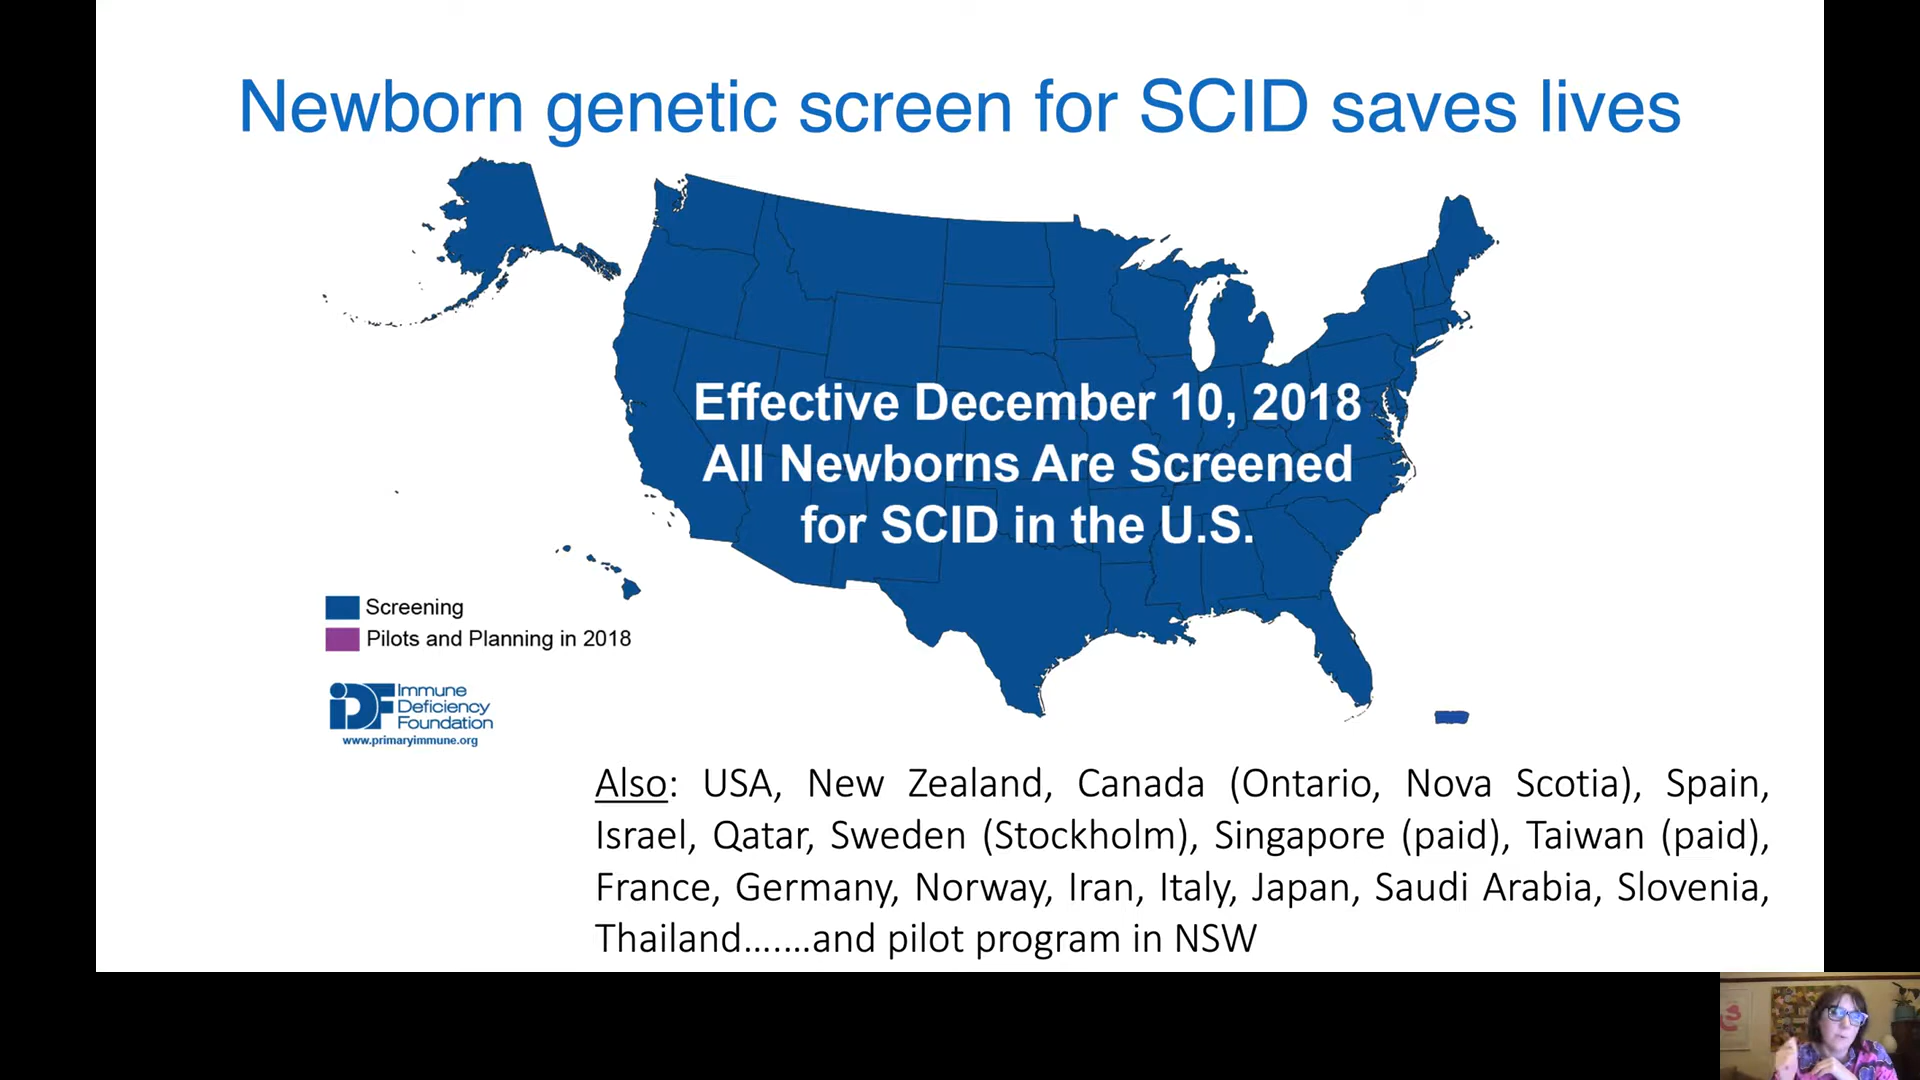 Newborn genetic screen for SCID saves lives
Effective December 10, 2018
All Newborns Are Screened
for SCID in the U.S.
Screening
Pilots and Planning in 2018
IDF Immune
Deficiency
Foundation
www.primaryimmune.org
Also: USA, New Zealand, Canada (Ontario, Nova Scotia), Spain,
Israel, Qatar, Sweden (Stockholm), Singapore (paid), Taiwan (paid),
France, Germany, Norway, Iran, Italy, Japan, Saudi Arabia, Slovenia,
Thailand.......and pilot program in NSW